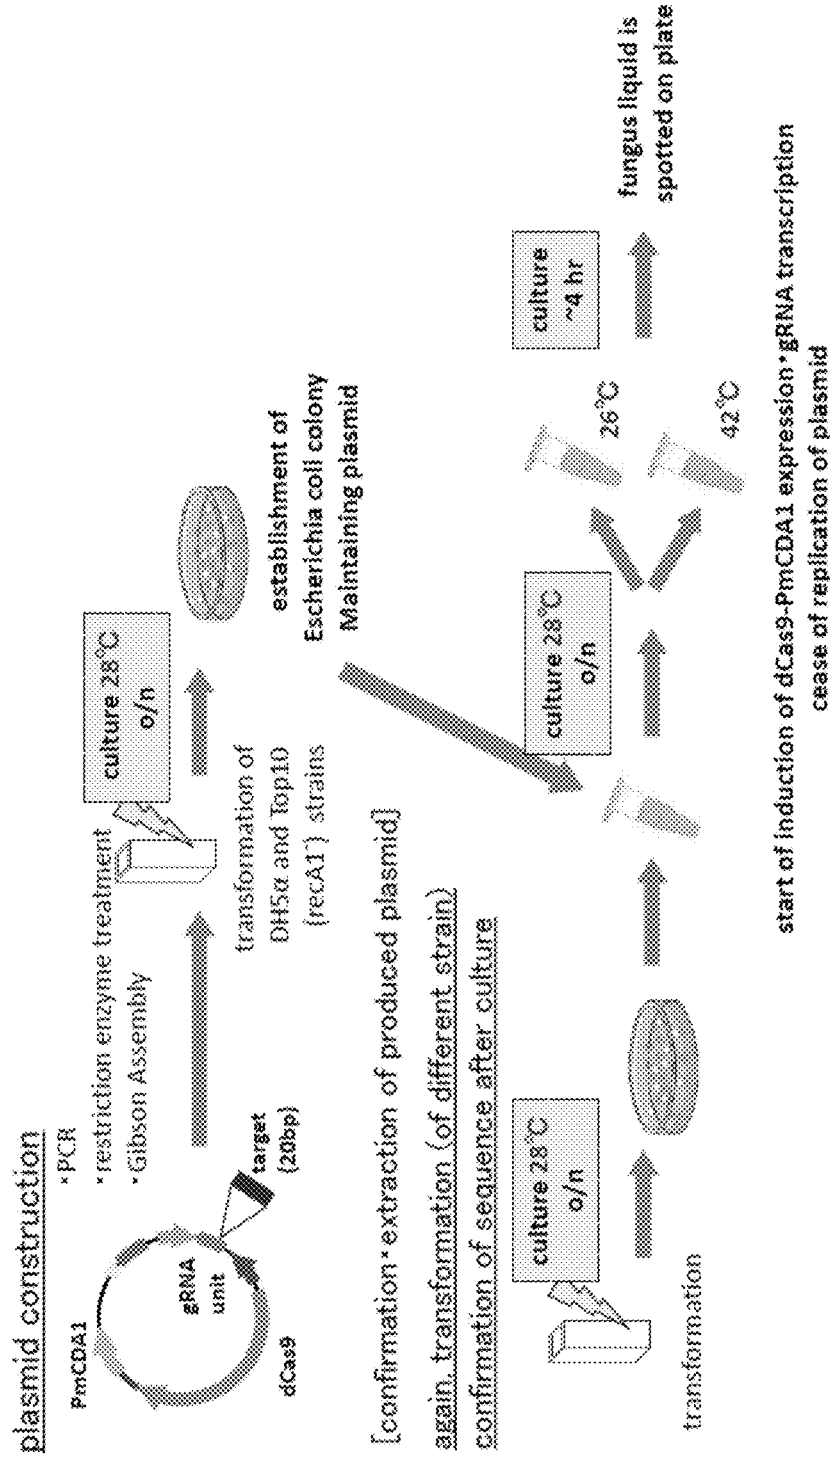 plasmid construction
•PCR
•restriction enzyme treatment
•Gibson Assembly
PmCDA1
gRNA
unit
dCas9
target
(20bp)
transformation of
DH5α and Top10
(recA1⁻) strains
culture 28°C
o/n
establishment of
Escherichia coli colony
Maintaining plasmid
[confirmation•extraction of produced plasmid]
again, transformation (of different strain)
confirmation of sequence after culture
transformation
culture 28°C
o/n
culture 28°C
o/n
26°C
42°C
culture
~4 hr
fungus liquid is
spotted on plate
start of induction of dCas9-PmCDA1 expression•gRNA transcription
cease of replication of plasmid